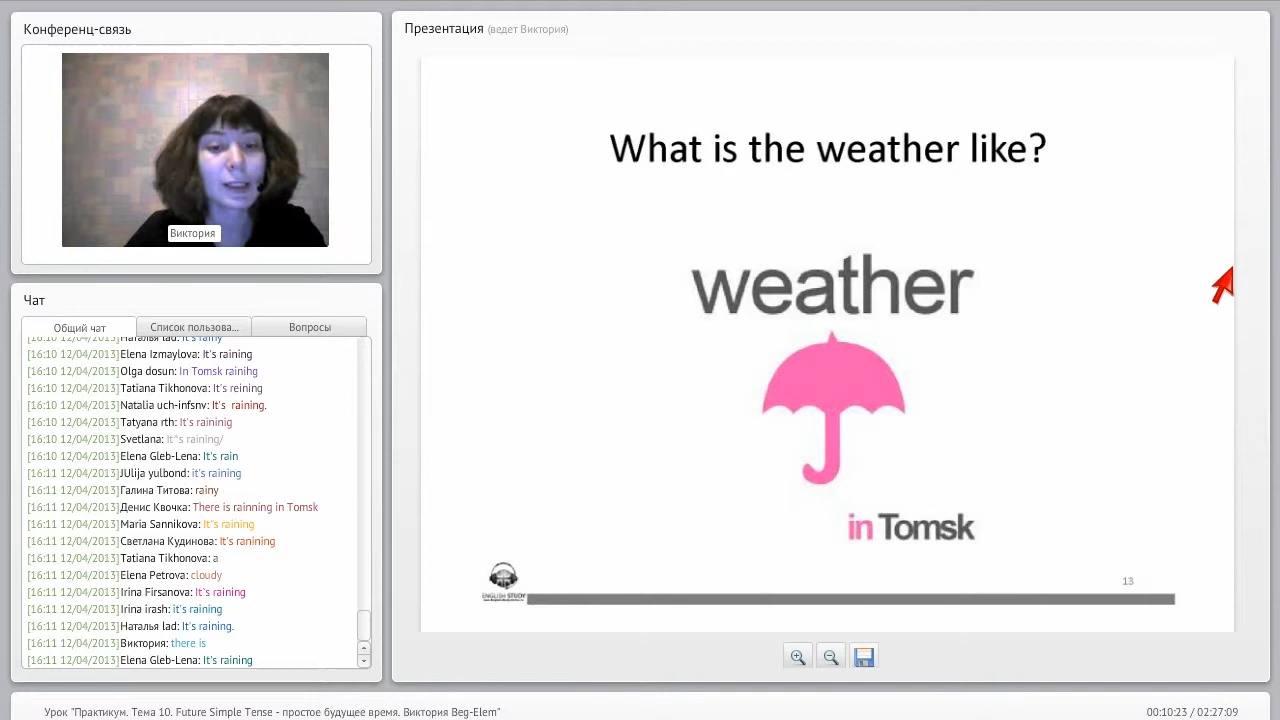 Конференц-связь
Виктория
Чат
Общий чат
Список пользова...
Вопросы
[16:10 12/04/2013]Наталья lad: it's rainy
[16:10 12/04/2013]Elena Izmaylova: It's raining
[16:10 12/04/2013]Olga dosun: In Tomsk rainihg
[16:10 12/04/2013]Tatiana Tikhonova: It's reining
[16:10 12/04/2013]Natalia uch-infsnv: It's raining.
[16:10 12/04/2013]Tatyana rth: It's raininig
[16:10 12/04/2013]Svetlana: It^s raining/
[16:10 12/04/2013]Elena Gleb-Lena: It's rain
[16:11 12/04/2013]JUlija yulbond: it's raining
[16:11 12/04/2013]Галина Титова: rainy
[16:11 12/04/2013]Денис Квочка: There is rainning in Tomsk
[16:11 12/04/2013]Maria Sannikova: It's raining
[16:11 12/04/2013]Светлана Кудинова: It's ranining
[16:11 12/04/2013]Tatiana Tikhonova: a
[16:11 12/04/2013]Elena Petrova: cloudy
[16:11 12/04/2013]Irina Firsanova: It's raining
[16:11 12/04/2013]Irina irash: it's raining
[16:11 12/04/2013]Наталья lad: It's raining.
[16:11 12/04/2013]Виктория: there is
[16:11 12/04/2013]Elena Gleb-Lena: It's raining
Презентация (ведет Виктория)
What is the weather like?
weather
in Tomsk
13
ENGLISH STUDY
Урок "Практикум. Тема 10. Future Simple Tense - простое будущее время. Виктория Beg-Elem"
00:10:23 / 02:27:09